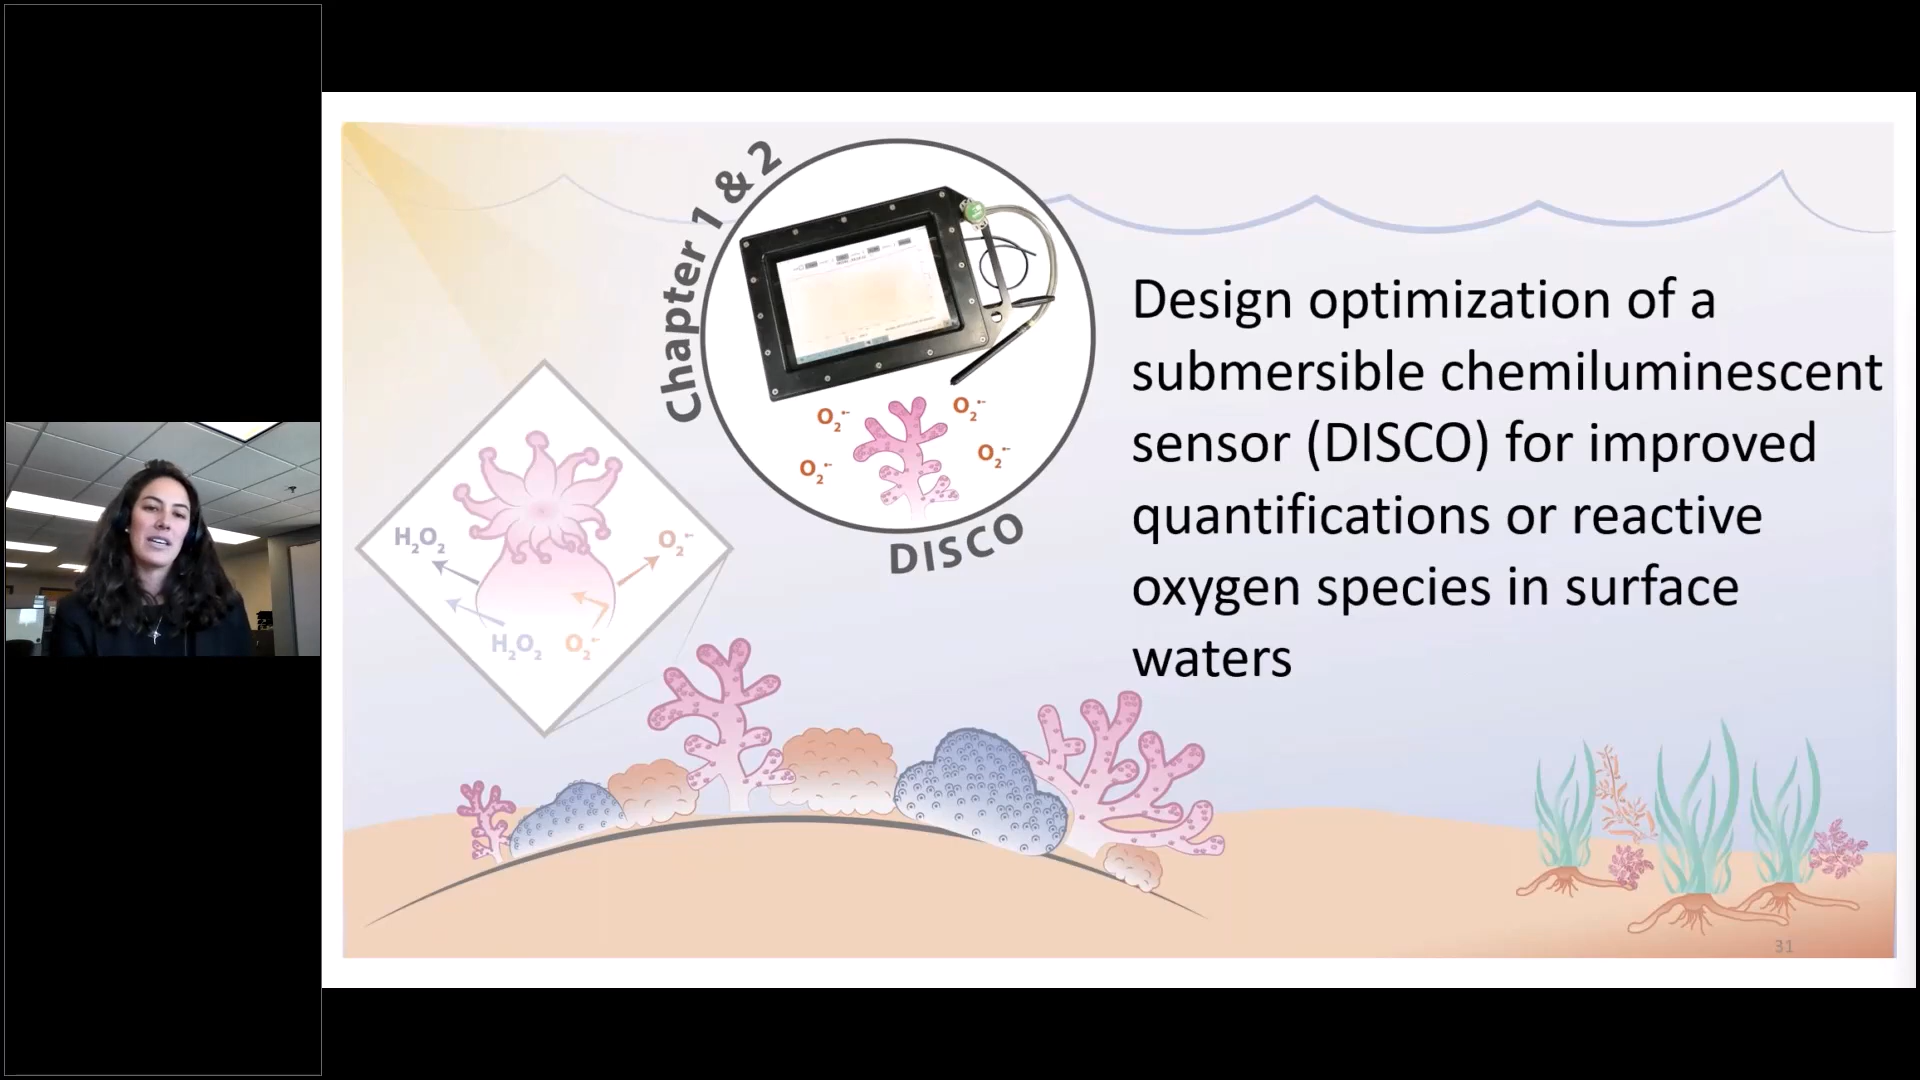 Chapter 1 & 2
DISCO
O₂•-
O₂•-
O₂•-
O₂•-
H₂O₂
O₂•-
H₂O₂
O₂•-
Design optimization of a
submersible chemiluminescent
sensor (DISCO) for improved
quantifications or reactive
oxygen species in surface
waters
31